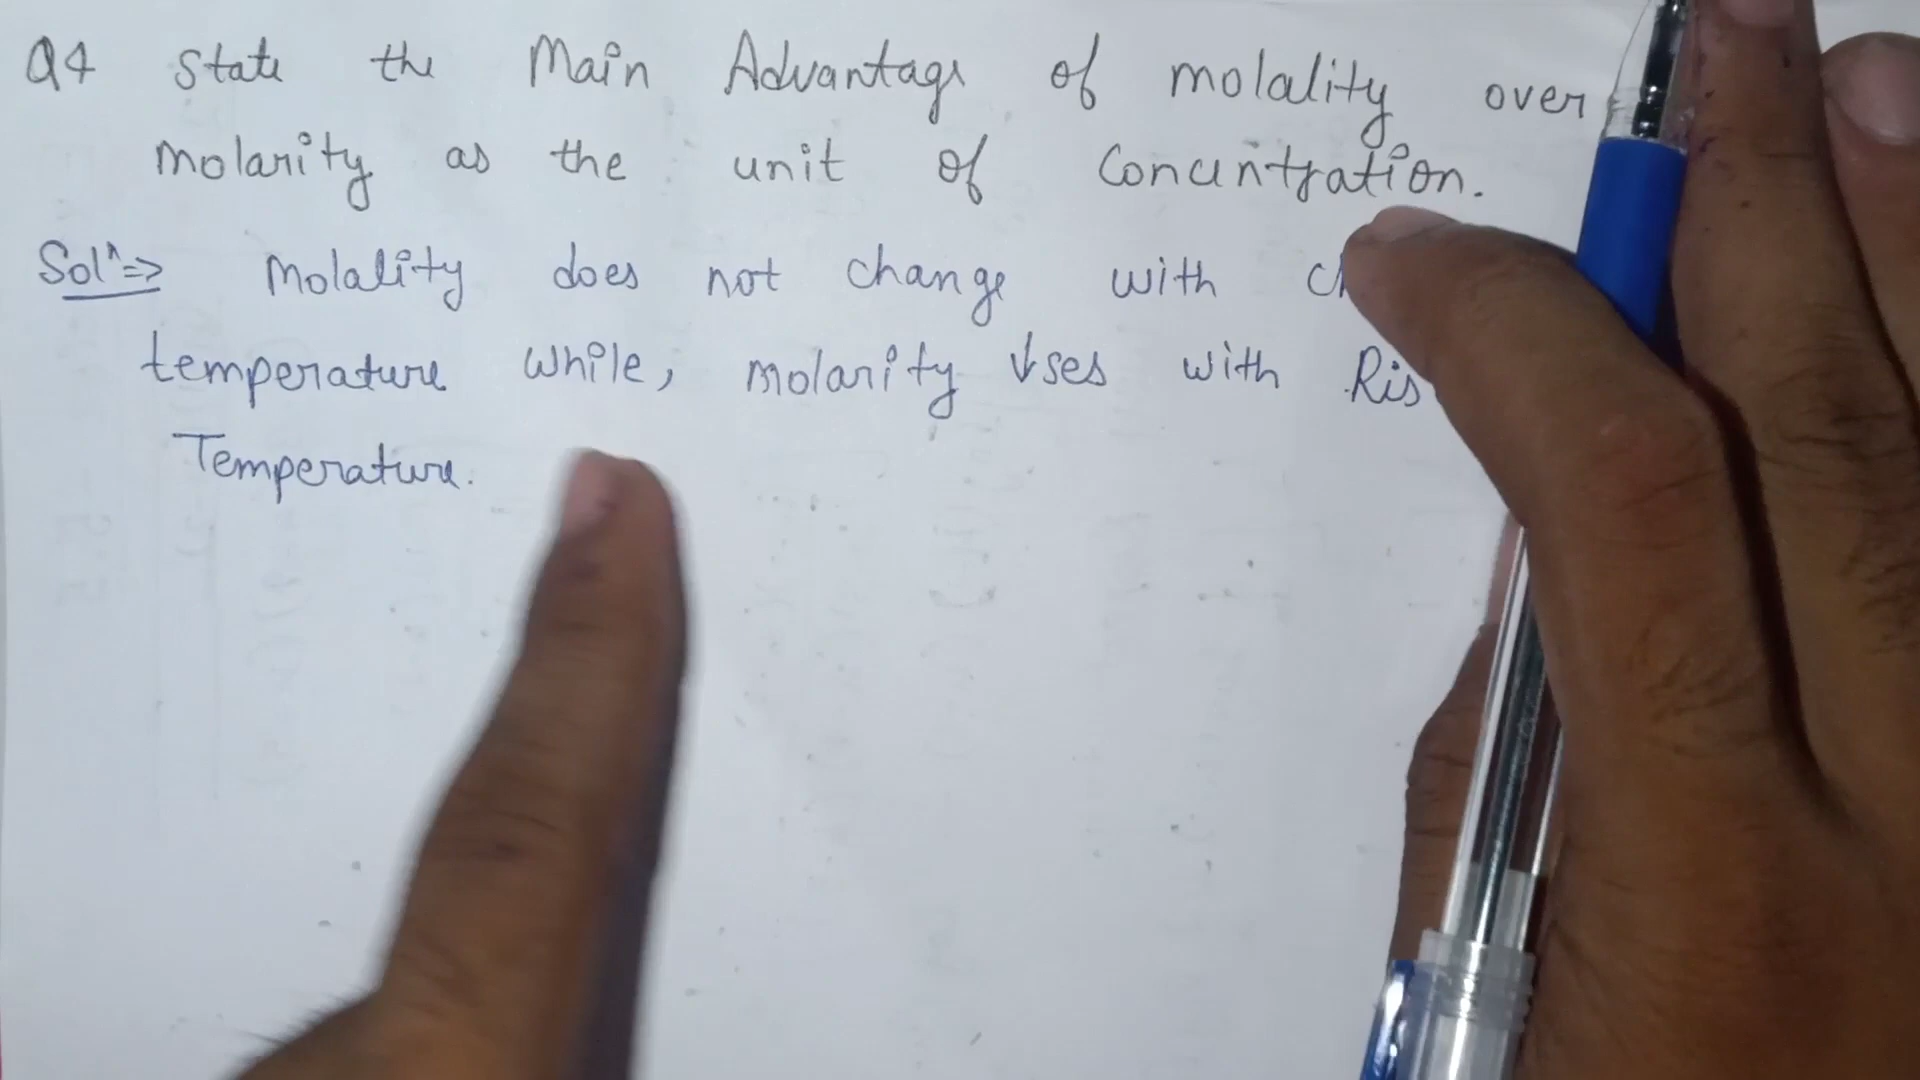 Q4 State the Main Advantage of molality over
molarity as the unit of Concentration.
Solⁿ=> Molality does not change with
temperature while, molarity ↓ses with
Temperature.